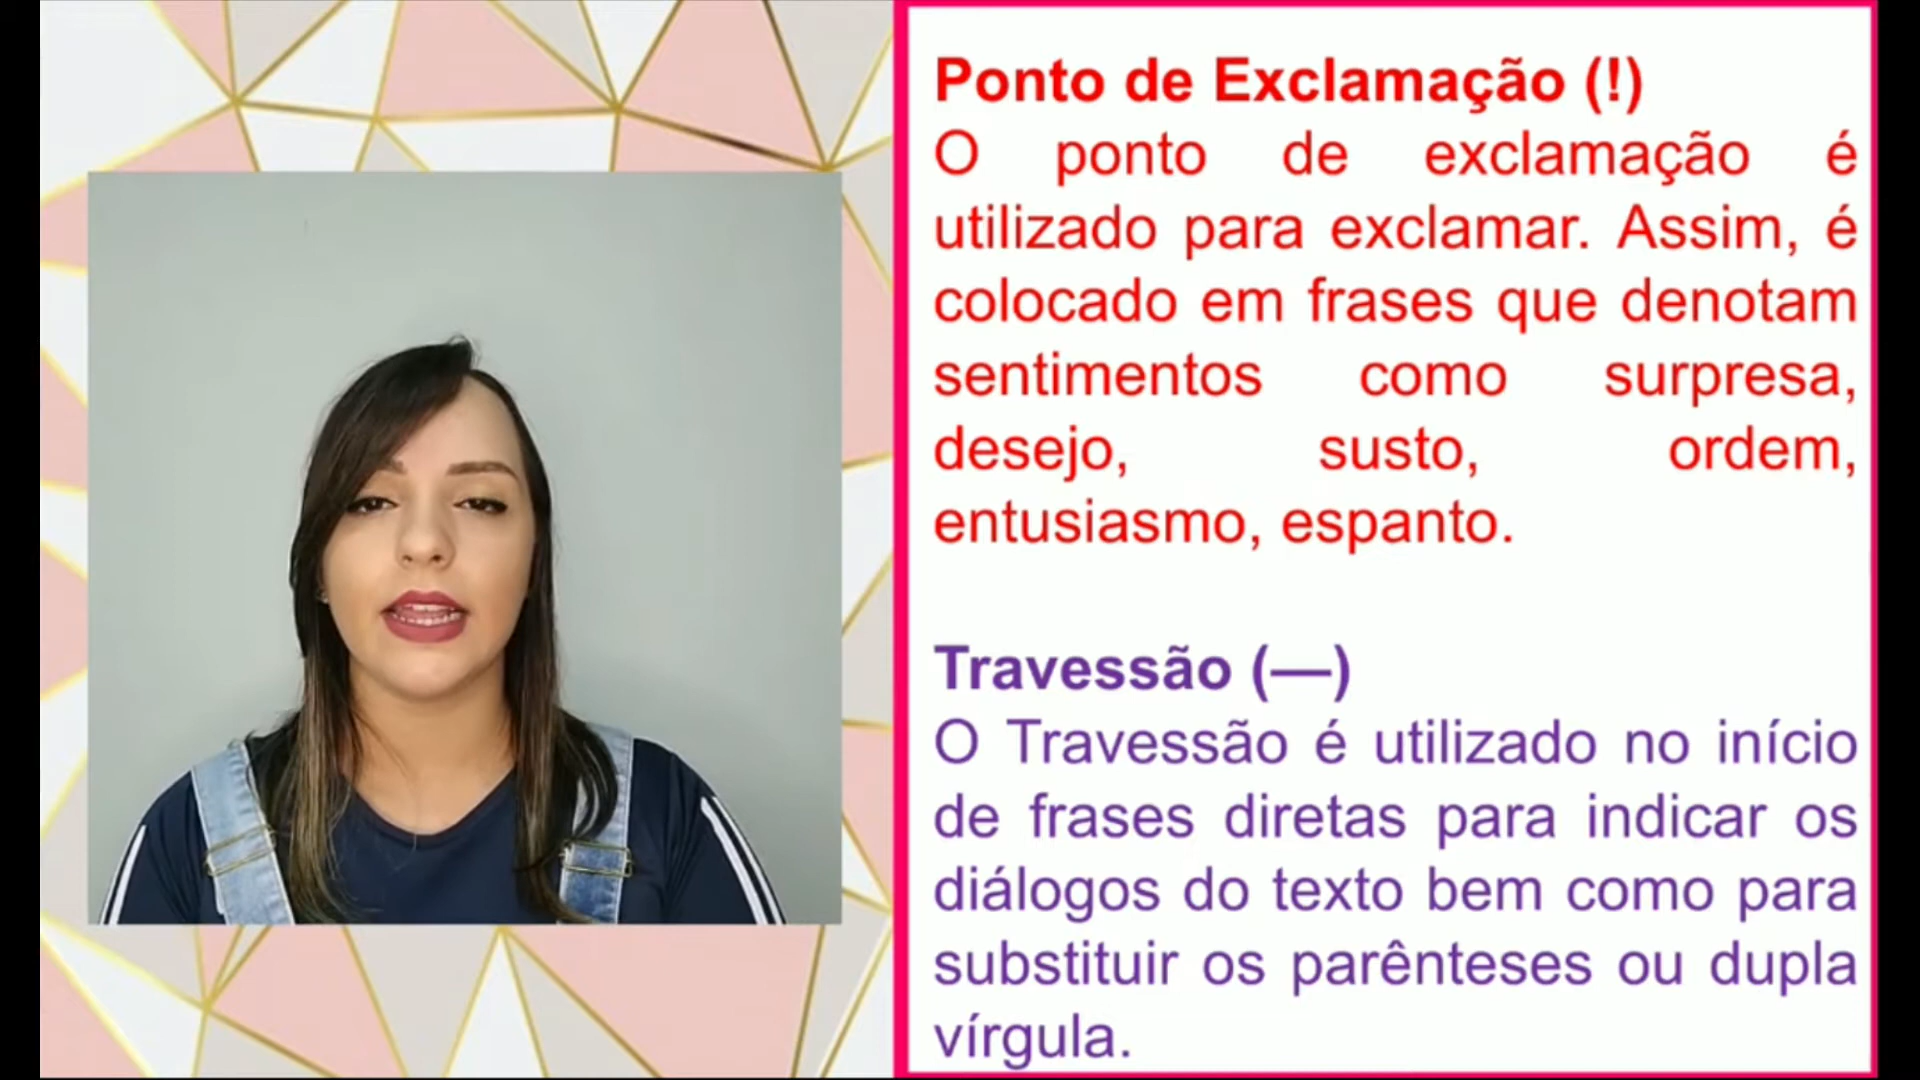 Ponto de Exclamação (!)
O ponto de exclamação é
utilizado para exclamar. Assim, é
colocado em frases que denotam
sentimentos como surpresa,
desejo, susto, ordem,
entusiasmo, espanto.
Travessão (—)
O Travessão é utilizado no início
de frases diretas para indicar os
diálogos do texto bem como para
substituir os parênteses ou dupla
vírgula.